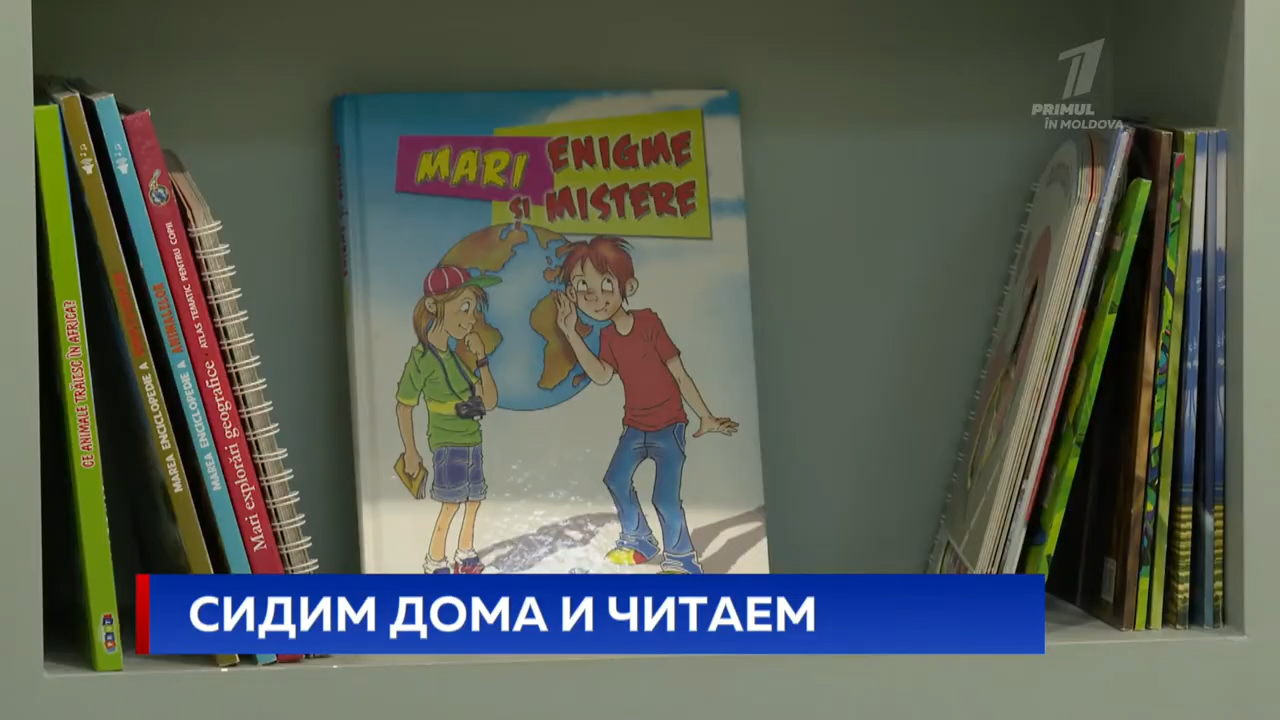 PRIMUL
ÎN MOLDOVA
MARI ENIGME
ȘI MISTERE
CE ANIMALE TRĂIESC ÎN AFRICA?
MAREA ENCICLOPEDIE A
MAREA ENCICLOPEDIE A ANIMALELOR
Mari explorări geografice · ATLAS TEMATIC PENTRU COPII
СИДИМ ДОМА И ЧИТАЕМ